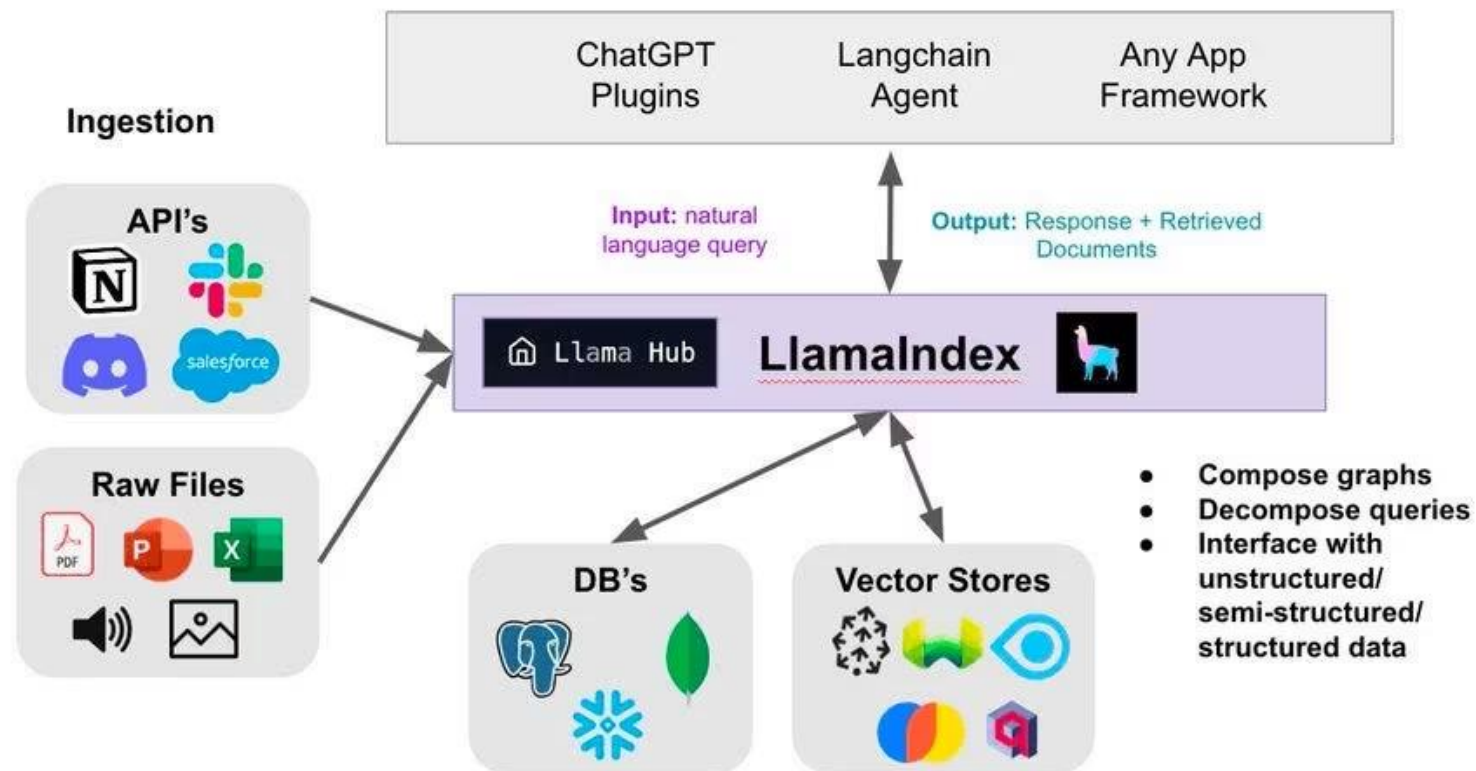 ChatGPT
Plugins
Langchain
Agent
Any App
Framework
Ingestion
Input: natural
language query
Output: Response + Retrieved
Documents
API's
N
salesforce
Llama Hub
LlamaIndex
Raw Files
PDF
P
X
DB's
Vector Stores
● Compose graphs
● Decompose queries
● Interface with
unstructured/
semi-structured/
structured data